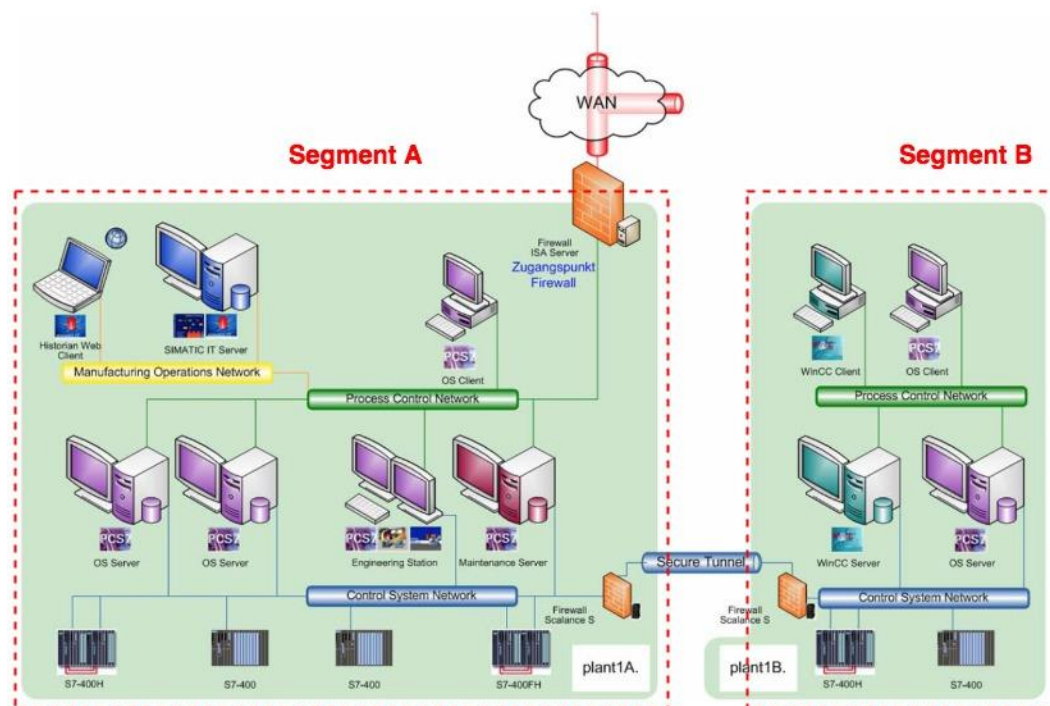 WAN
Segment A
Segment B
Firewall
ISA Server
Zugangspunkt
Firewall
Historian Web
Client
SIMATIC IT Server
Manufacturing Operations Network
PCS7
OS Client
Process Control Network
PCS7
OS Server
PCS7
OS Server
PCS7
Engineering Station
PCS7
Maintenance Server
Control System Network
Firewall
Scalance S
S7-400H
S7-400
S7-400
S7-400FH
plant1A.
Secure Tunnel
WinCC Client
PCS7
OS Client
Process Control Network
WinCC Server
PCS7
OS Server
Control System Network
Firewall
Scalance S
plant1B.
S7-400H
S7-400